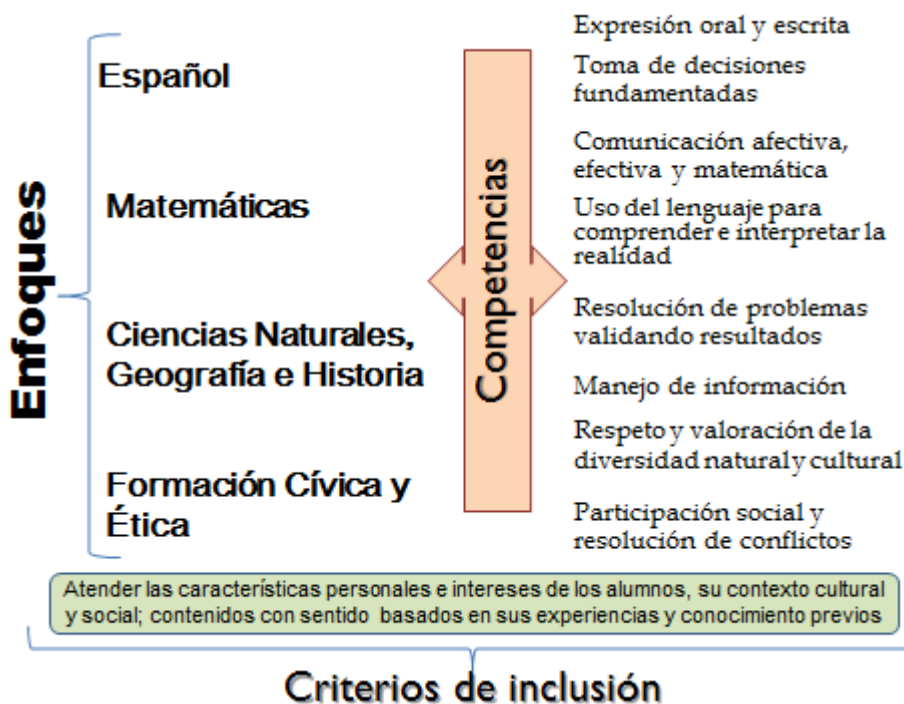 Enfoques
Español
Matemáticas
Ciencias Naturales,
Geografía e Historia
Formación Cívica y
Ética
Competencias
Expresión oral y escrita
Toma de decisiones
fundamentadas
Comunicación afectiva,
efectiva y matemática
Uso del lenguaje para
comprender e interpretar la
realidad
Resolución de problemas
validando resultados
Manejo de información
Respeto y valoración de la
diversidad natural y cultural
Participación social y
resolución de conflictos
Atender las características personales e intereses de los alumnos, su contexto cultural
y social; contenidos con sentido basados en sus experiencias y conocimiento previos
Criterios de inclusión